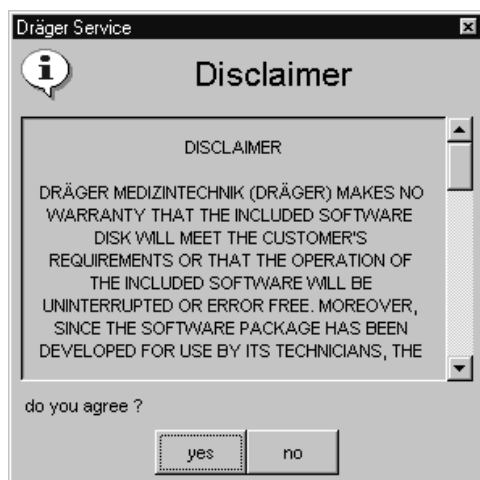 Dräger Service
Disclaimer
DISCLAIMER
DRÄGER MEDIZINTECHNIK (DRÄGER) MAKES NO
WARRANTY THAT THE INCLUDED SOFTWARE
DISK WILL MEET THE CUSTOMER'S
REQUIREMENTS OR THAT THE OPERATION OF
THE INCLUDED SOFTWARE WILL BE
UNINTERRUPTED OR ERROR FREE. MOREOVER,
SINCE THE SOFTWARE PACKAGE HAS BEEN
DEVELOPED FOR USE BY ITS TECHNICIANS, THE
do you agree ?
yes no